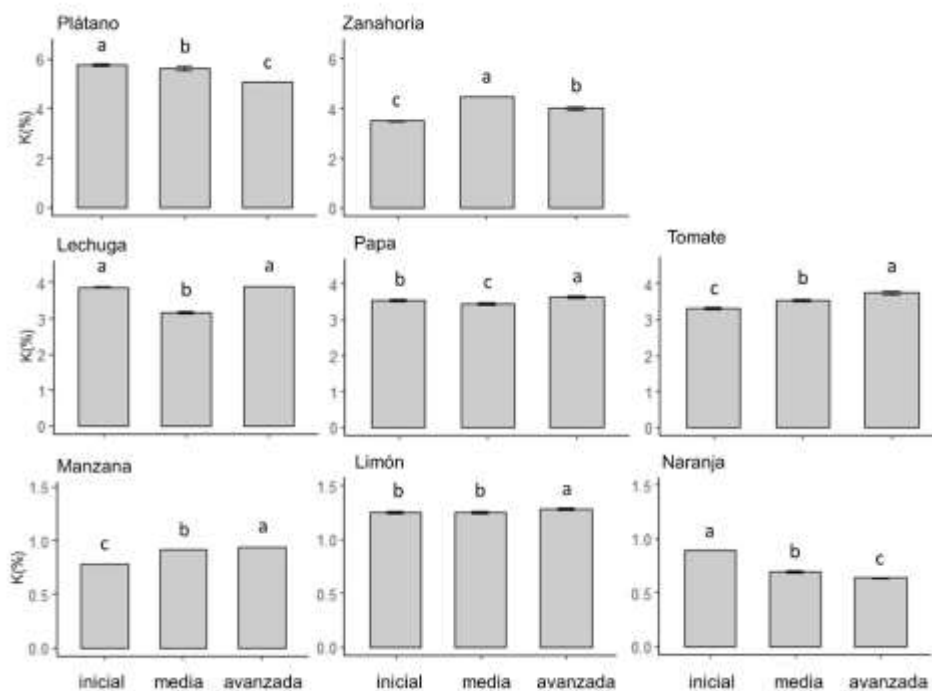 Plátano
a
b
c
K(%)
6
4
2
0
Zanahoria
c
a
b
6
4
2
0
Lechuga
a
b
a
K(%)
4
3
2
1
0
Papa
b
c
a
4
3
2
1
0
Tomate
c
b
a
4
3
2
1
0
Manzana
c
b
a
K(%)
1.5
1.0
0.5
0.0
inicial media avanzada
Limón
b
b
a
1.5
1.0
0.5
0.0
inicial media avanzada
Naranja
a
b
c
1.5
1.0
0.5
0.0
inicial media avanzada